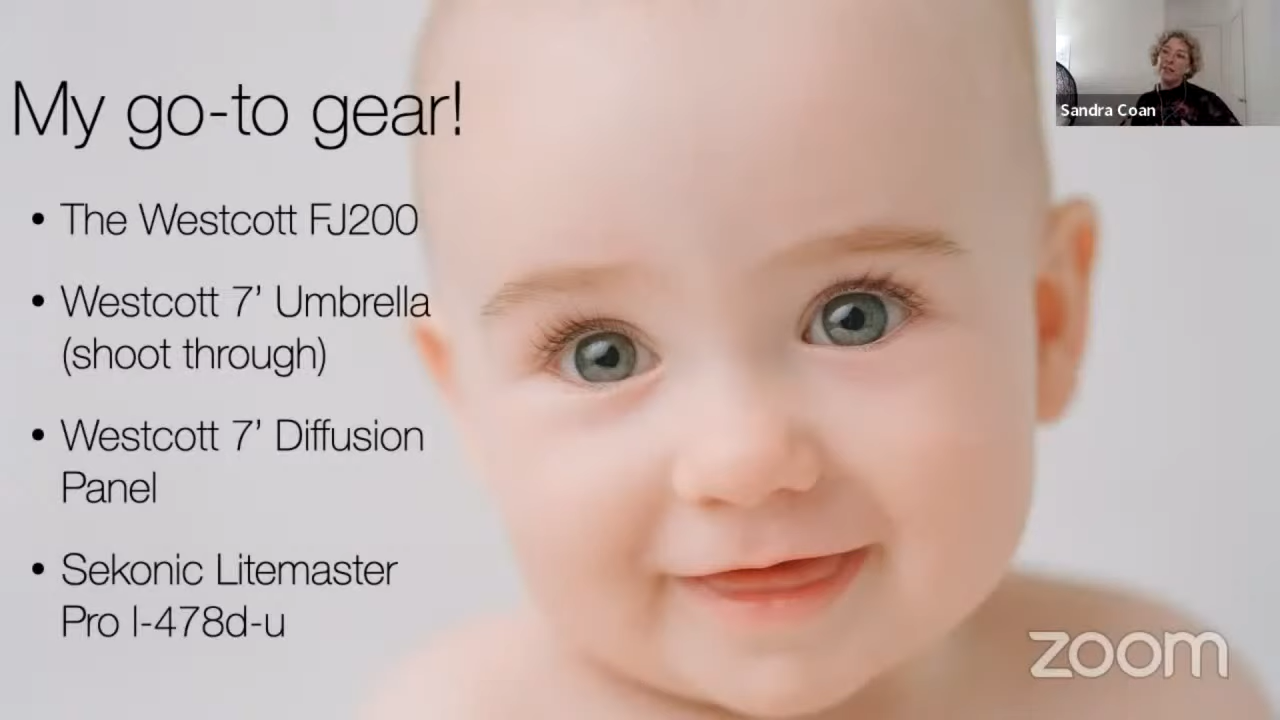 My go-to gear!
• The Westcott FJ200
• Westcott 7’ Umbrella
(shoot through)
• Westcott 7’ Diffusion
Panel
• Sekonic Litemaster
Pro l-478d-u
Sandra Coan
zoom